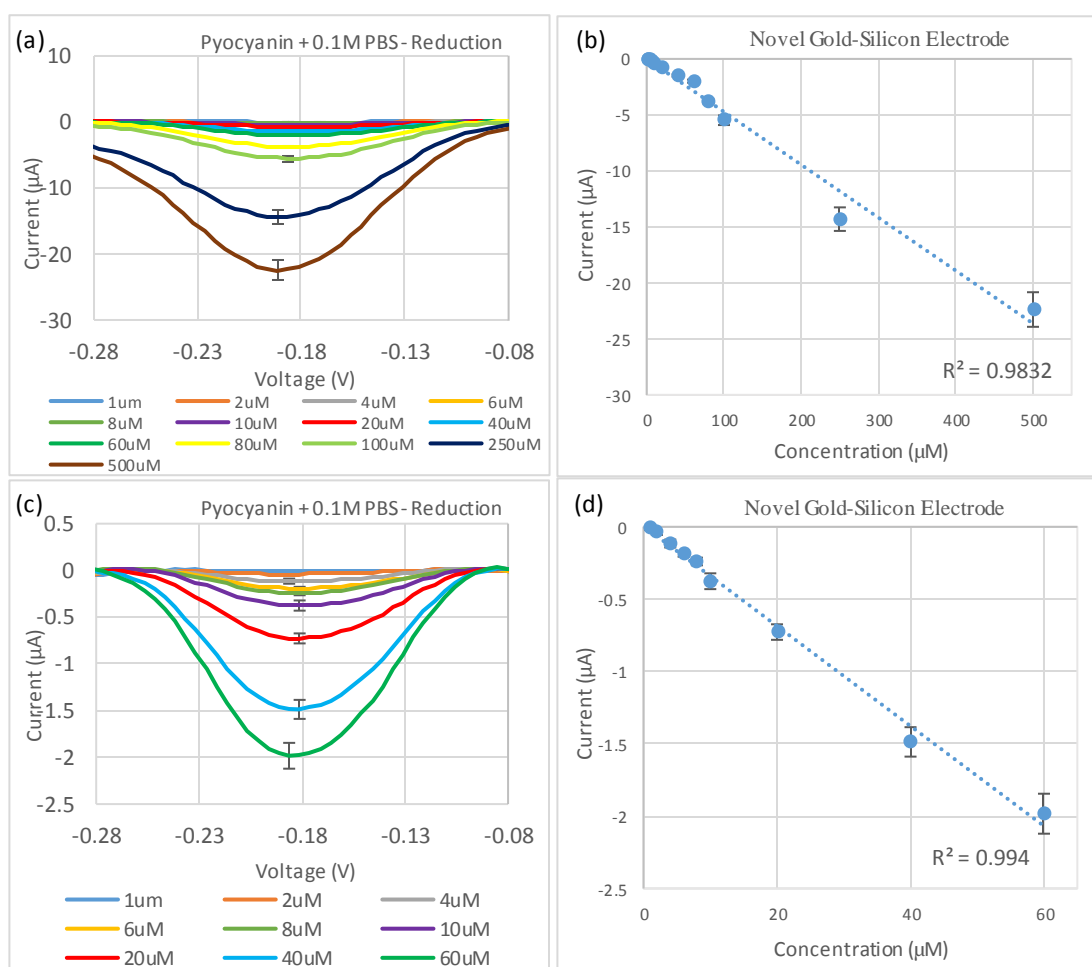 (a)
Pyocyanin + 0.1M PBS - Reduction
10
0
-10
-20
-30
Current (µA)
-0.28 -0.23 -0.18 -0.13 -0.08
Voltage (V)
1um 2uM 4uM 6uM
8uM 10uM 20uM 40uM
60uM 80uM 100uM 250uM
500uM
(b)
Novel Gold-Silicon Electrode
0
-5
-10
-15
-20
-25
-30
Current (µA)
R² = 0.9832
0 100 200 300 400 500
Concentration (µM)
(c)
Pyocyanin + 0.1M PBS - Reduction
0.5
0
-0.5
-1
-1.5
-2
-2.5
Current (µA)
-0.28 -0.23 -0.18 -0.13 -0.08
Voltage (V)
1um 2uM 4uM
6uM 8uM 10uM
20uM 40uM 60uM
(d)
Novel Gold-Silicon Electrode
0
-0.5
-1
-1.5
-2
-2.5
Current (µA)
R² = 0.994
0 20 40 60
Concentration (µM)